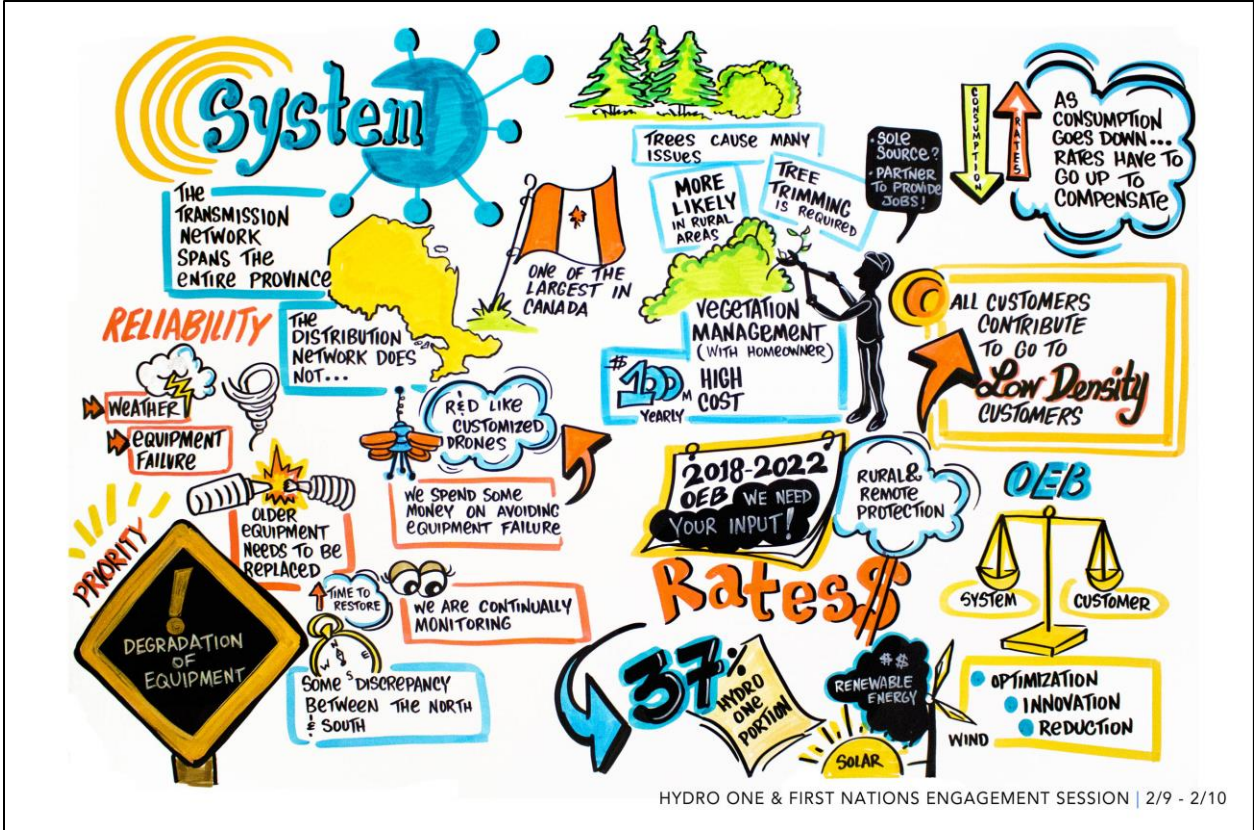 System
THE
TRANSMISSION
NETWORK
SPANS THE
ENTIRE PROVINCE
THE
DISTRIBUTION
NETWORK DOES
NOT...
ONE OF THE
LARGEST IN
CANADA
RELIABILITY
WEATHER
EQUIPMENT
FAILURE
OLDER
EQUIPMENT
NEEDS TO BE
REPLACED
R&D LIKE
CUSTOMIZED
DRONES
WE SPEND SOME
MONEY ON AVOIDING
EQUIPMENT FAILURE
PRIORITY
!
DEGRADATION
OF
EQUIPMENT
TIME TO
RESTORE
WE ARE CONTINUALLY
MONITORING
N
E
W
S
SOME DISCREPANCY
BETWEEN THE NORTH
& SOUTH
TREES CAUSE MANY
ISSUES
MORE
LIKELY
IN RURAL
AREAS
TREE
TRIMMING
IS REQUIRED
• SOLE
SOURCE?
• PARTNER
TO PROVIDE
JOBS!
VEGETATION
MANAGEMENT
(WITH HOMEOWNER)
$100M
YEARLY
HIGH
COST
CONSUMPTION
RATES
AS
CONSUMPTION
GOES DOWN...
RATES HAVE TO
GO UP TO
COMPENSATE
ALL CUSTOMERS
CONTRIBUTE
TO GO TO
Low Density
CUSTOMERS
2018-2022
OEB WE NEED
YOUR INPUT!
RURAL &
REMOTE
PROTECTION
Rates$
37%
HYDRO
ONE
PORTION
$$
RENEWABLE
ENERGY
WIND
SOLAR
OEB
SYSTEM
CUSTOMER
OPTIMIZATION
INNOVATION
REDUCTION
HYDRO ONE & FIRST NATIONS ENGAGEMENT SESSION | 2/9 - 2/10